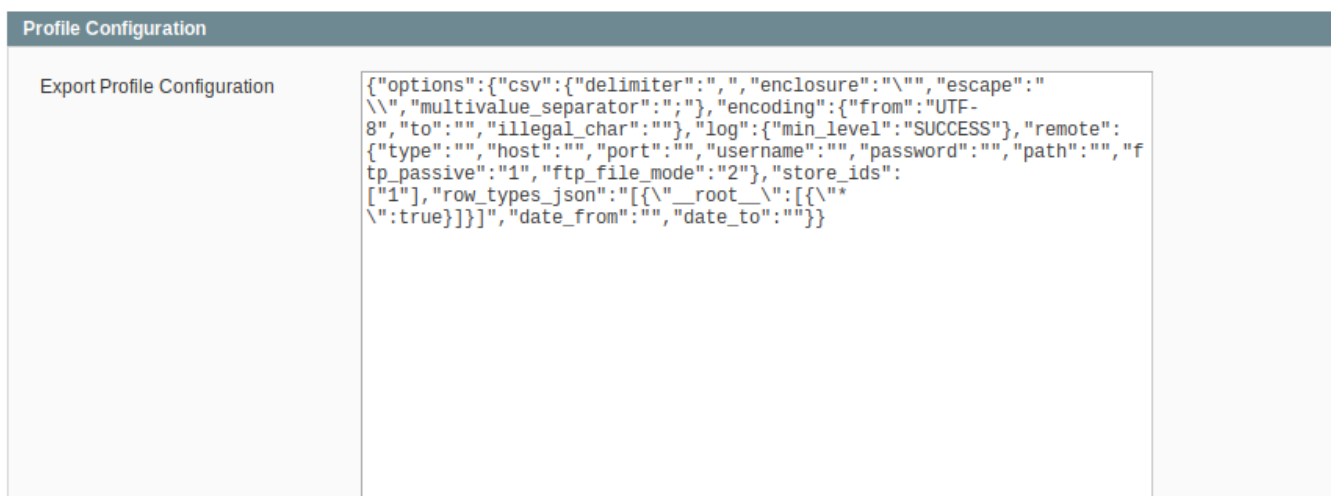 Profile Configuration
Export Profile Configuration
{"options":{"csv":{"delimiter":",","enclosure":"\"","escape":"
\\","multivalue_separator":";"},"encoding":{"from":"UTF-
8","to":"","illegal_char":""},"log":{"min_level":"SUCCESS"},"remote":
{"type":"","host":"","port":"","username":"","password":"","path":"","f
tp_passive":"1","ftp_file_mode":"2"},"store_ids":
["1"],"row_types_json":"[{\"__root__\":[{\"*
\":true}]}]","date_from":"","date_to":""}}